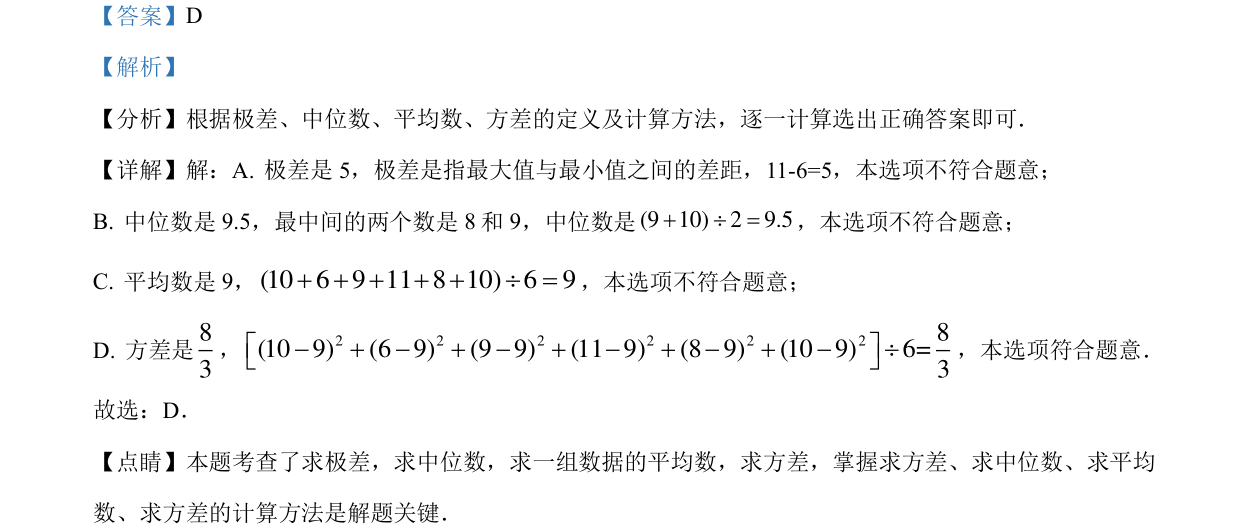 【答案】D
【解析】
【分析】根据极差、中位数、平均数、方差的定义及计算方法，逐一计算选出正确答案即可．
【详解】解：A. 极差是 5，极差是指最大值与最小值之间的差距，11-6=5，本选项不符合题意；
B. 中位数是 9.5，最中间的两个数是 8 和 9，中位数是 (9+10)÷2=9.5，本选项不符合题意；
C. 平均数是 9，(10+6+9+11+8+10)÷6=9，本选项不符合题意；
D. 方差是 8/3，[(10−9)²+(6−9)²+(9−9)²+(11−9)²+(8−9)²+(10−9)²]÷6=8/3，本选项符合题意．
故选：D．
【点睛】本题考查了求极差，求中位数，求一组数据的平均数，求方差，掌握求方差、求中位数、求平均
数、求方差的计算方法是解题关键．